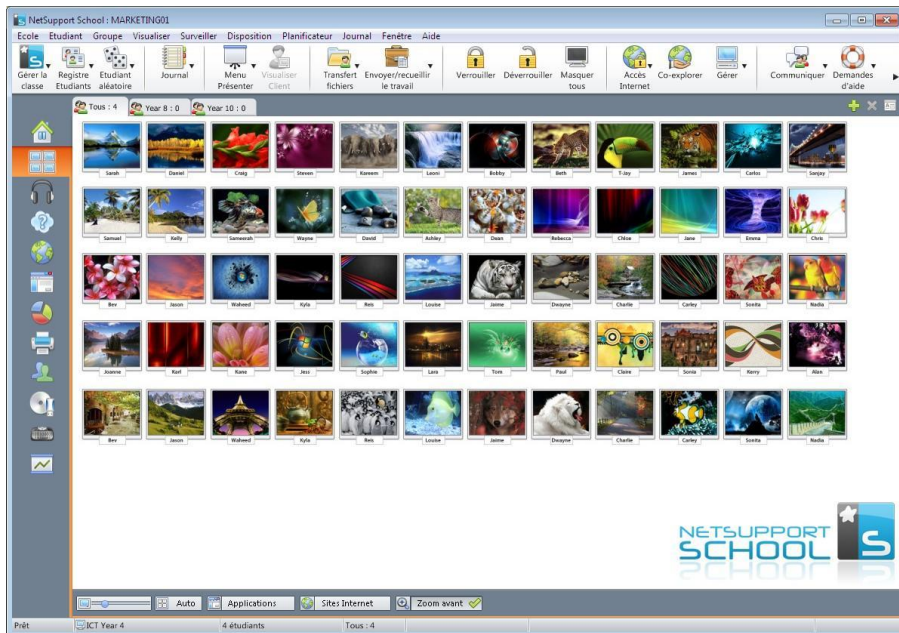 NetSupport School : MARKETING01
Ecole Etudiant Groupe Visualiser Surveiller Disposition Planificateur Journal Fenêtre Aide
Gérer la classe
Registre Etudiants
Etudiant aléatoire
Journal
Menu Présenter
Visualiser Client
Transfert fichiers
Envoyer/recueillir le travail
Verrouiller
Déverrouiller
Masquer tous
Accès Internet
Co-explorer
Gérer
Communiquer
Demandes d'aide
Tous : 4 Year 8 : 0 Year 10 : 0
Sarah Daniel Craig Steven Kareem Leoni Bobby Beth T-Jay James Carlos Sanjay
Samuel Kelly Sameerah Wayne David Ashley Dean Rebecca Chloe Jane Emma Chris
Bev Jason Waheed Kyla Reis Louise Jaime Dwayne Charlie Carley Sonita Nadia
Joanne Karl Kane Jess Sophie Lara Tom Paul Claire Sonia Kerry Alan
Bev Jason Waheed Kyla Reis Louise Jaime Dwayne Charlie Carley Sonita Nadia
NETSUPPORT
SCHOOL
S
Auto Applications Sites Internet Zoom avant
Prêt ICT Year 4 4 étudiants Tous : 4